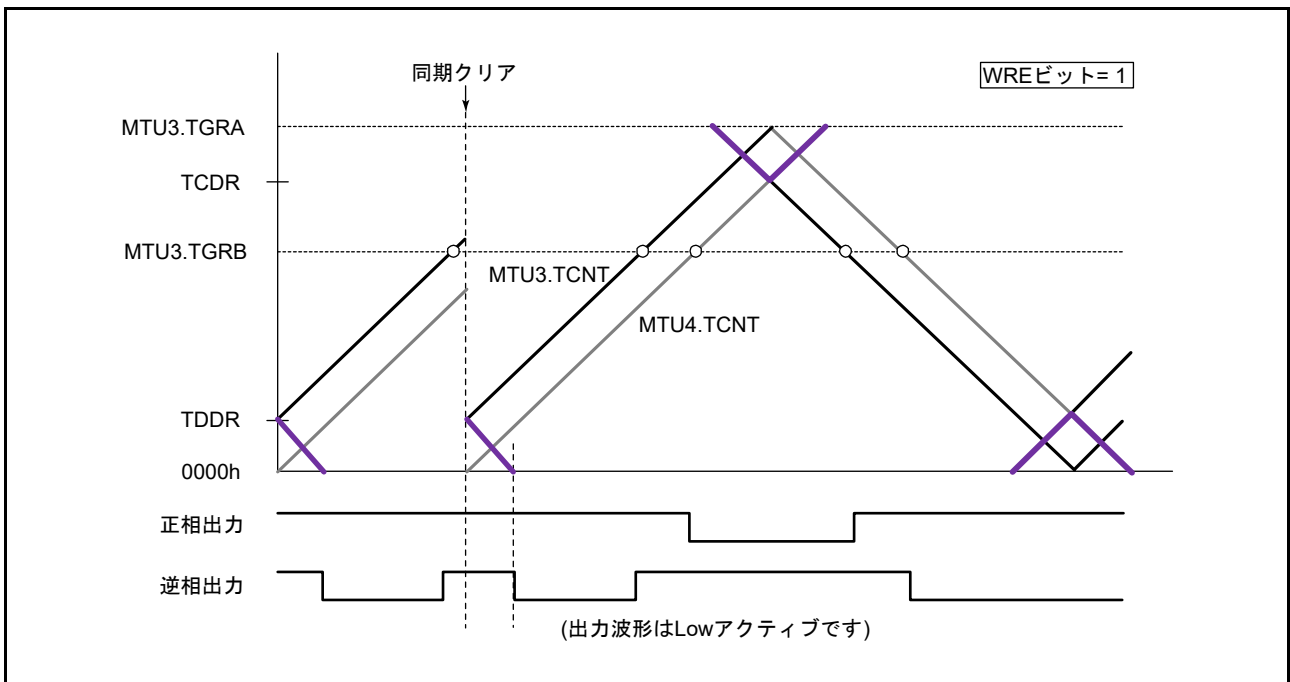 同期クリア
WREビット= 1
MTU3.TGRA
TCDR
MTU3.TGRB
MTU3.TCNT
MTU4.TCNT
TDDR
0000h
正相出力
逆相出力
(出力波形はLowアクティブです)